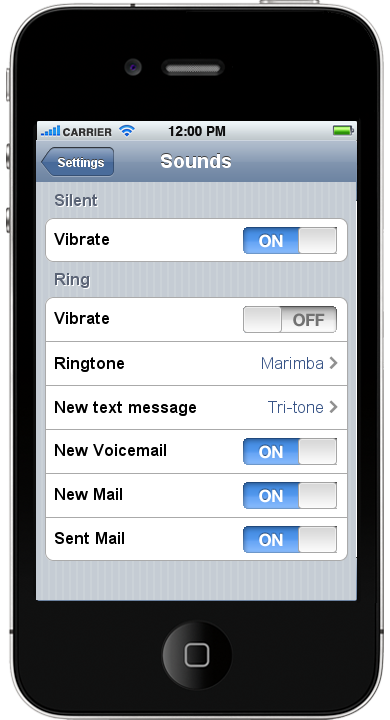 CARRIER 12:00 PM
Settings Sounds
Silent
Vibrate ON
Ring
Vibrate OFF
Ringtone Marimba
New text message Tri-tone
New Voicemail ON
New Mail ON
Sent Mail ON